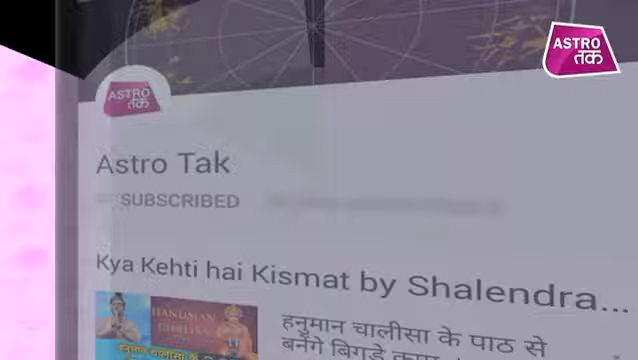 ASTRO
तक
ASTRO
तक
Astro Tak
SUBSCRIBED
Kya Kehti hai Kismat by Shalendra...
HANUMAN
CHALISA
हनुमान चालीसा के पाठ से
बनेंगे बिगड़े काम